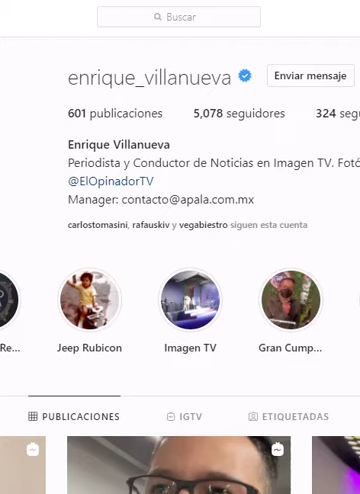 Buscar
enrique_villanueva Enviar mensaje
601 publicaciones 5,078 seguidores 324
Enrique Villanueva
Periodista y Conductor de Noticias en Imagen TV.
@ElOpinadorTV
Manager: contacto@apala.com.mx
carlostomasini, rafauskiv y vegabiestro siguen esta cuenta
Re... Jeep Rubicon Imagen TV Gran Cump...
PUBLICACIONES IGTV ETIQUETADAS